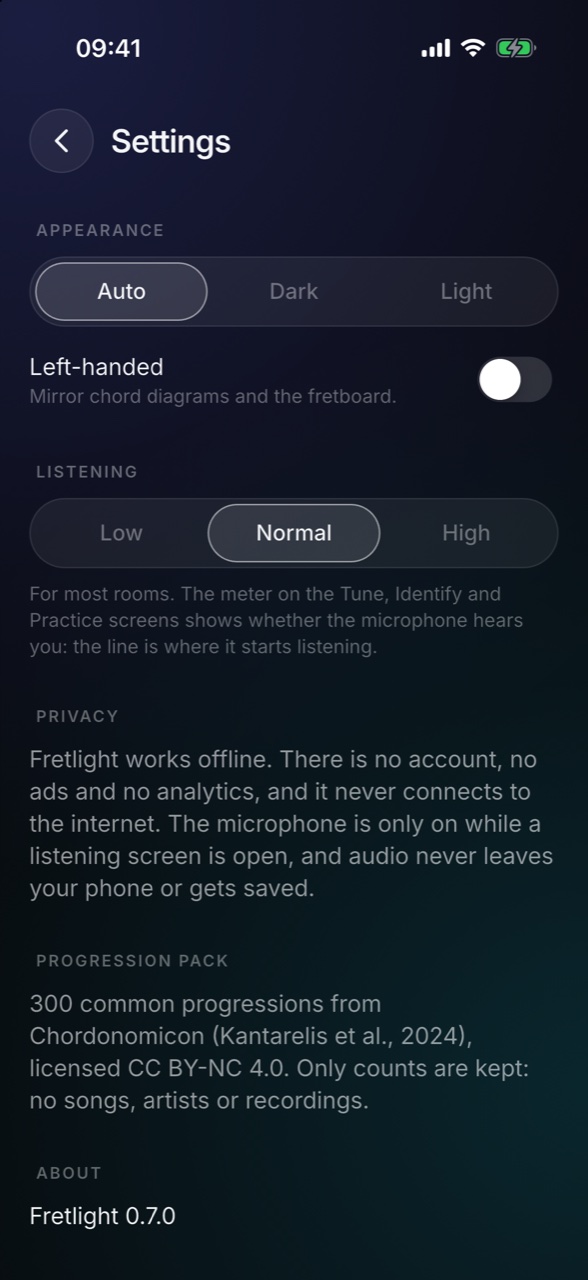 09:41
Settings
APPEARANCE
Auto
Dark
Light
Left-handed
Mirror chord diagrams and the fretboard.
LISTENING
Low
Normal
High
For most rooms. The meter on the Tune, Identify and
Practice screens shows whether the microphone hears
you: the line is where it starts listening.
PRIVACY
Fretlight works offline. There is no account, no
ads and no analytics, and it never connects to
the internet. The microphone is only on while a
listening screen is open, and audio never leaves
your phone or gets saved.
PROGRESSION PACK
300 common progressions from
Chordonomicon (Kantarelis et al., 2024),
licensed CC BY-NC 4.0. Only counts are kept:
no songs, artists or recordings.
ABOUT
Fretlight 0.7.0